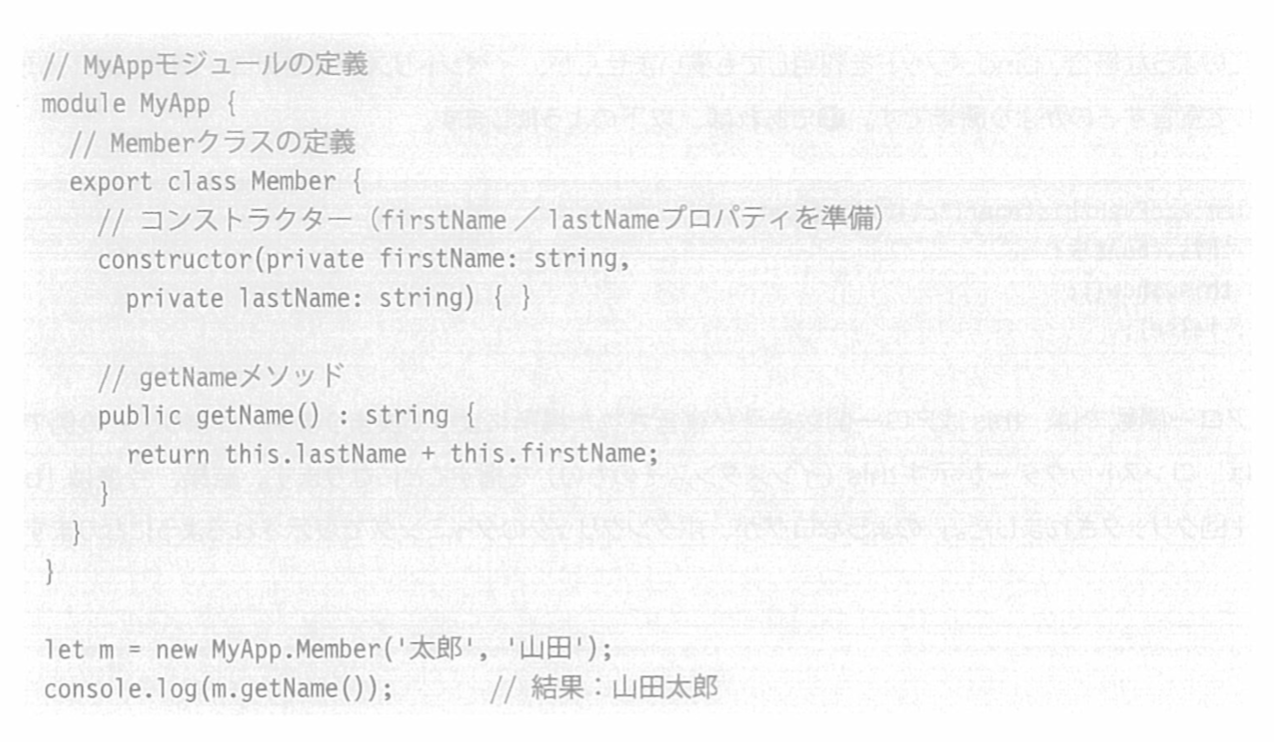 // MyAppモジュールの定義
module MyApp {
  // Memberクラスの定義
  export class Member {
    // コンストラクター（firstName／lastNameプロパティを準備）
    constructor(private firstName: string,
      private lastName: string) { }

    // getNameメソッド
    public getName() : string {
      return this.lastName + this.firstName;
    }
  }
}

let m = new MyApp.Member('太郎', '山田');
console.log(m.getName());        // 結果：山田太郎